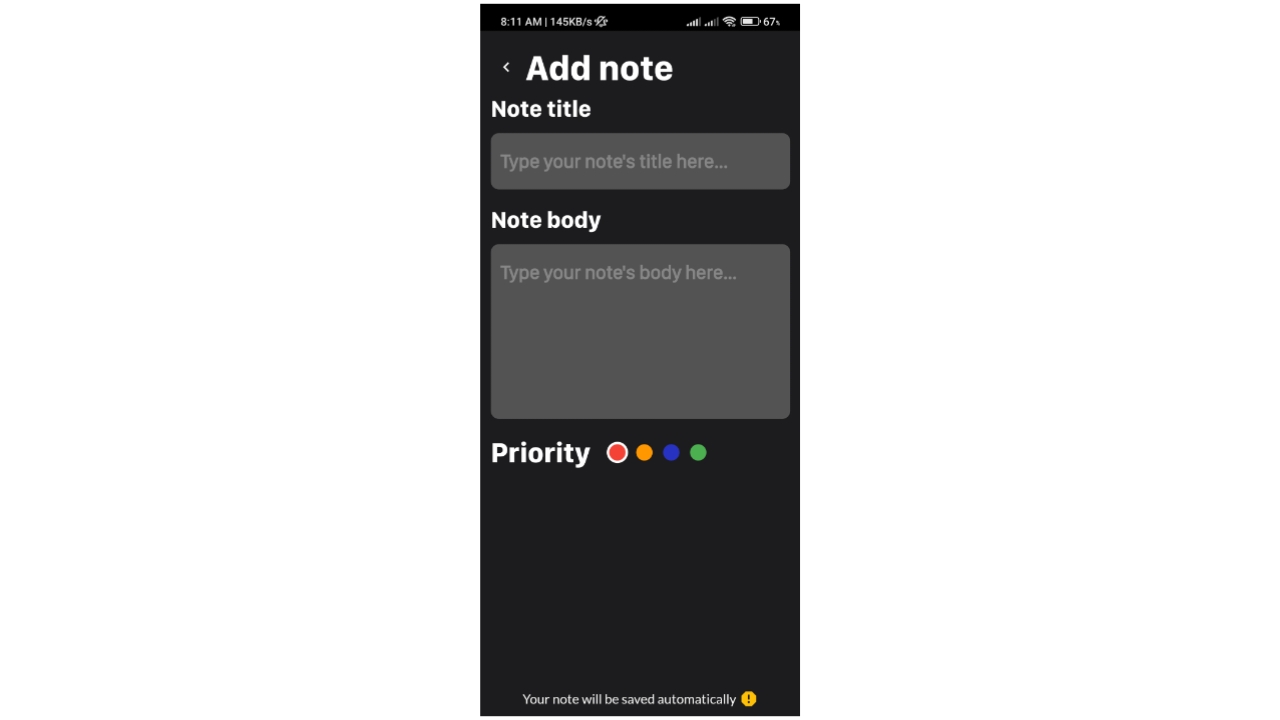 8:11 AM | 145KB/s
67%
Add note
Note title
Type your note's title here...
Note body
Type your note's body here...
Priority
Your note will be saved automatically